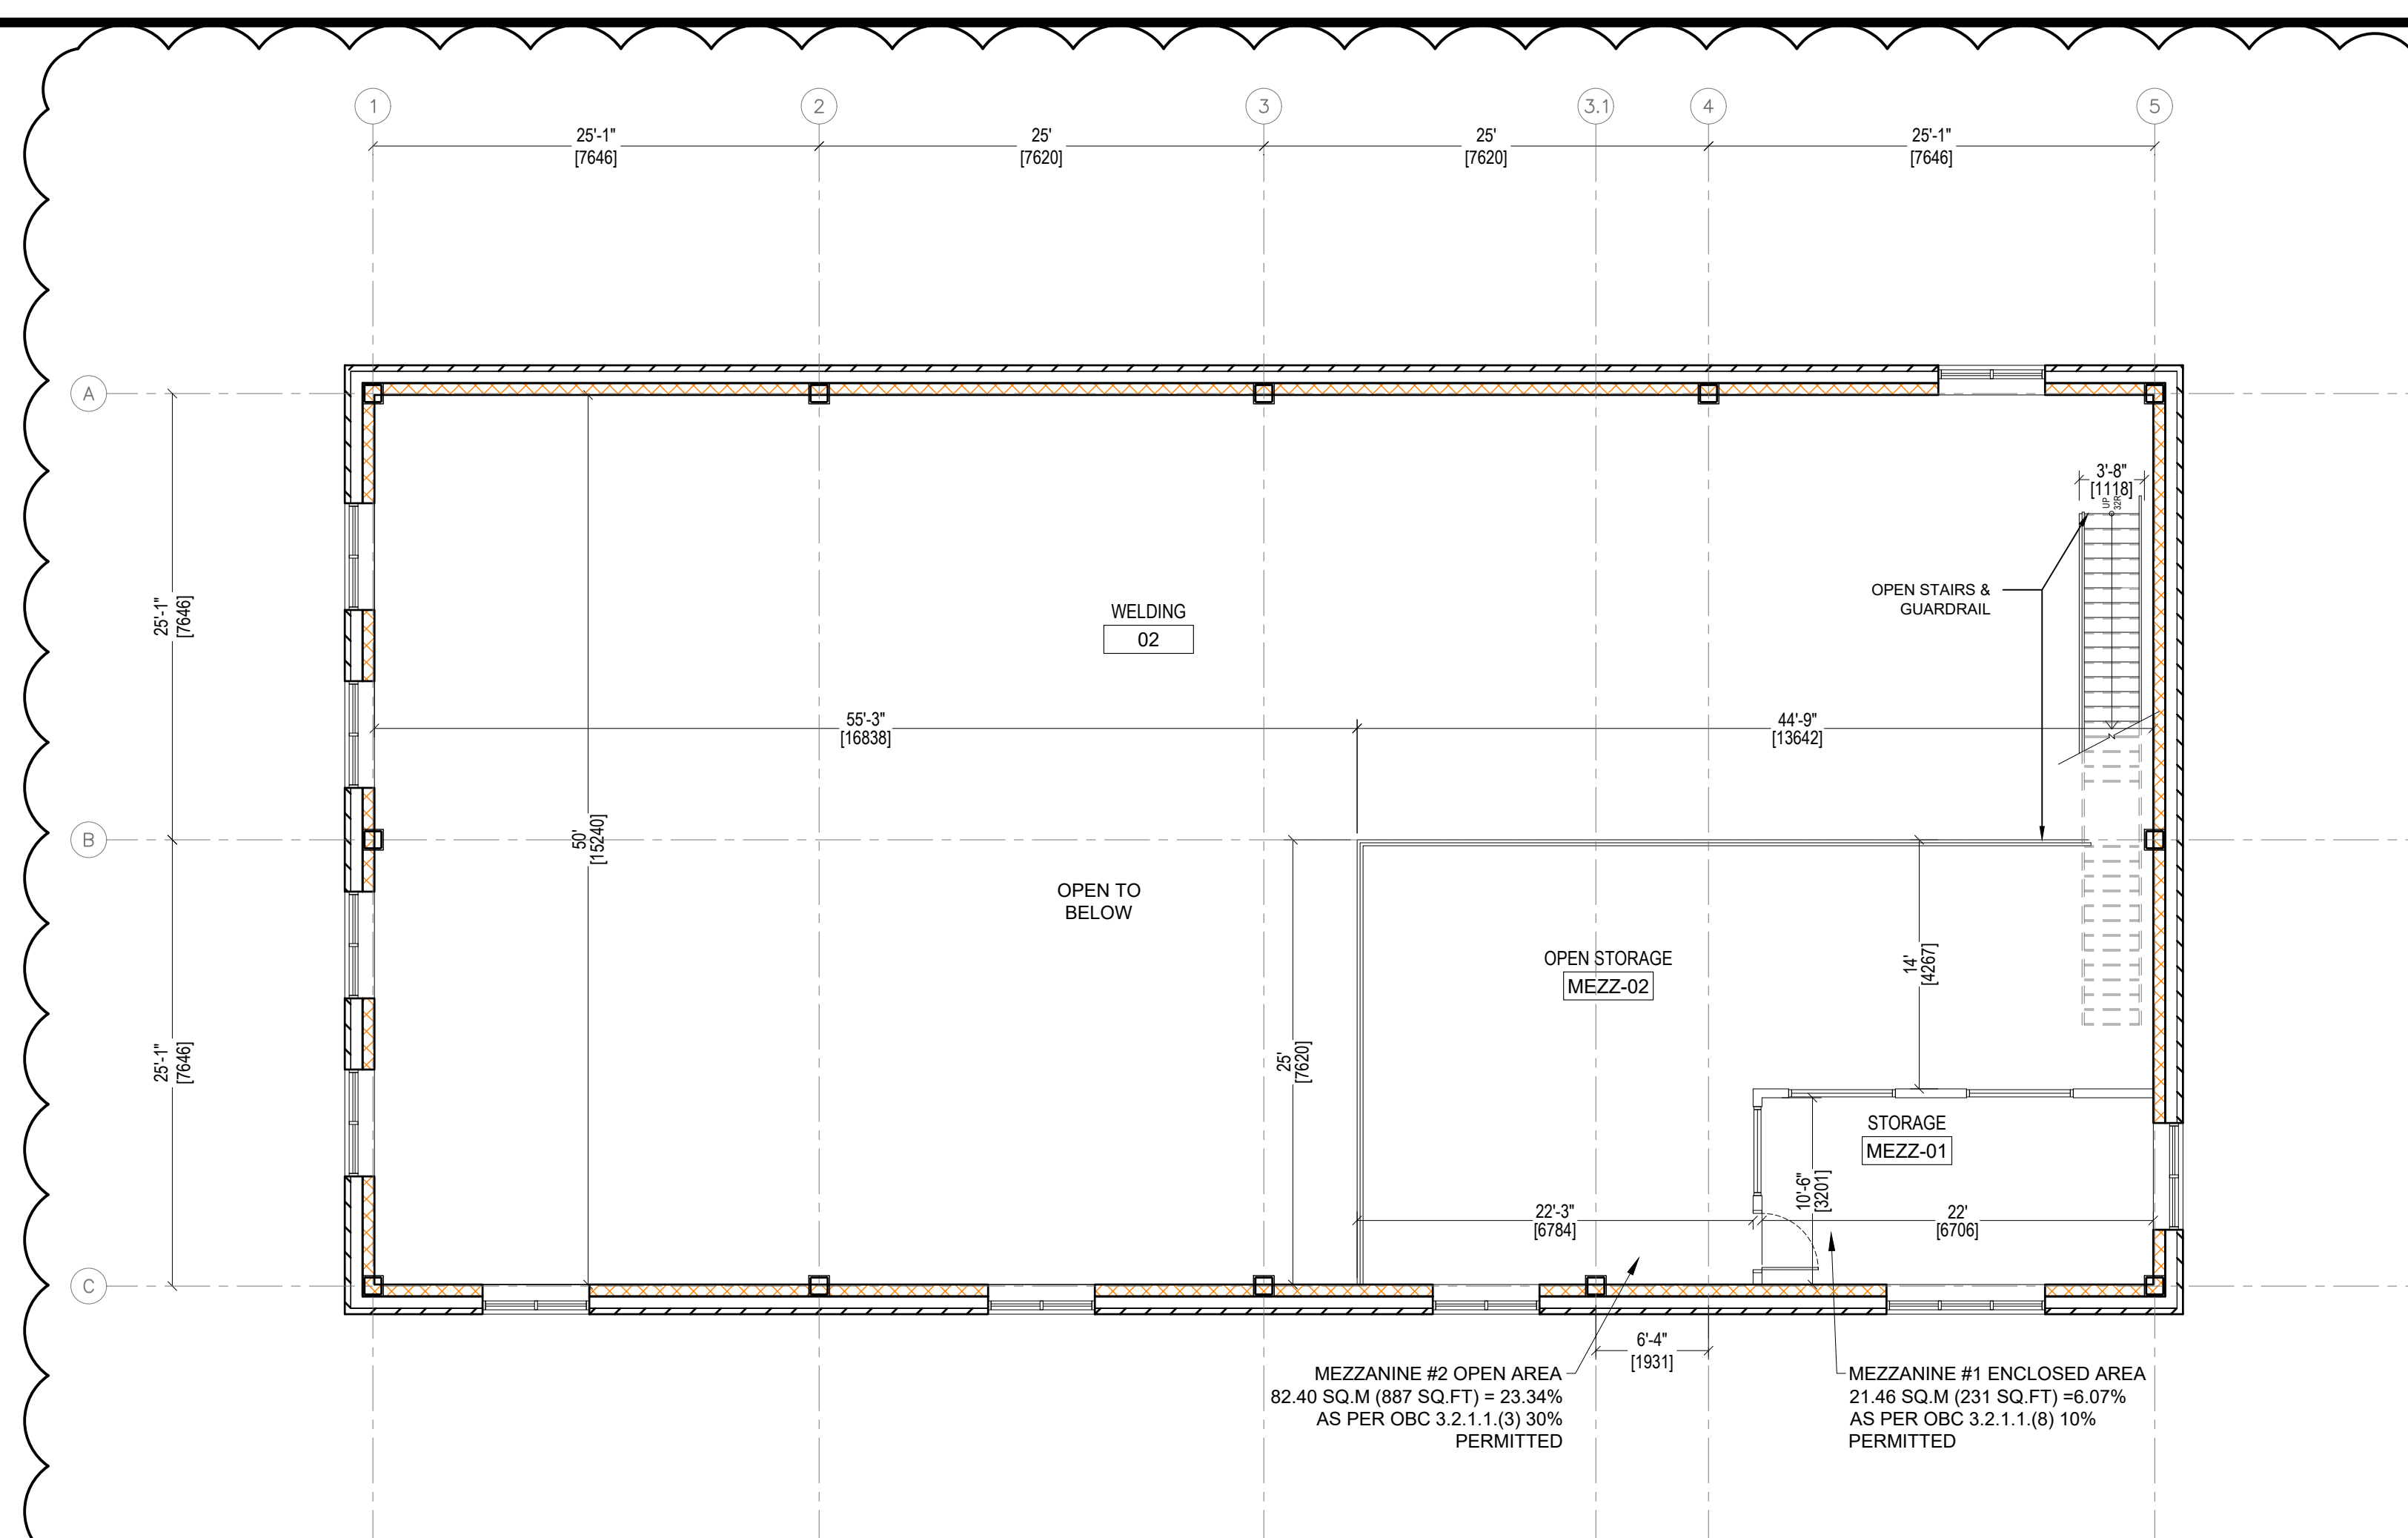 1
2
3
3.1
4
5
25'-1"
[7646]
25'
[7620]
25'
[7620]
25'-1"
[7646]
A
B
C
25'-1"
[7646]
25'-1"
[7646]
3'-8"
[1118]
UP
32R
OPEN STAIRS &
GUARDRAIL
WELDING
02
55'-3"
[16838]
44'-9"
[13642]
50'
[15240]
OPEN TO
BELOW
OPEN STORAGE
MEZZ-02
14'
[4267]
25'
[7620]
STORAGE
MEZZ-01
10'-6"
[3201]
22'-3"
[6784]
22'
[6706]
6'-4"
[1931]
MEZZANINE #2 OPEN AREA
82.40 SQ.M (887 SQ.FT) = 23.34%
AS PER OBC 3.2.1.1.(3) 30%
PERMITTED
MEZZANINE #1 ENCLOSED AREA
21.46 SQ.M (231 SQ.FT) =6.07%
AS PER OBC 3.2.1.1.(8) 10%
PERMITTED